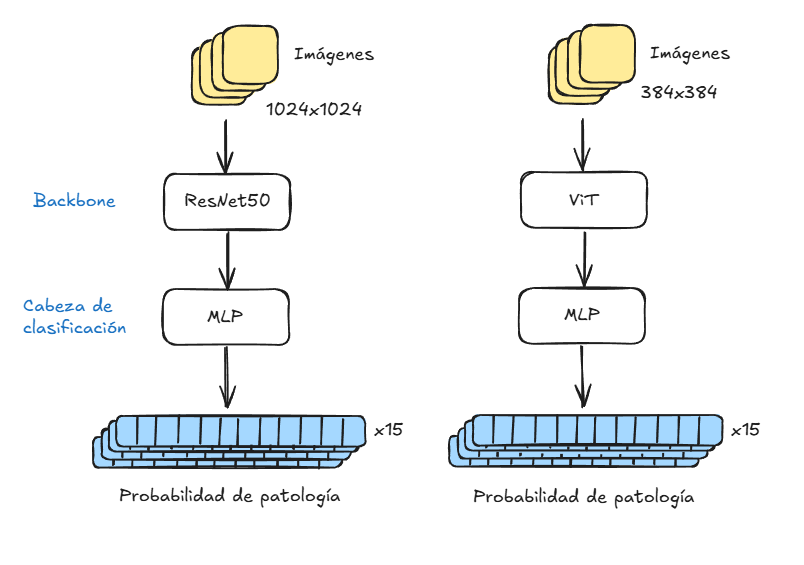 Imágenes
1024x1024
Backbone
ResNet50
Cabeza de
clasificación
MLP
x15
Probabilidad de patología
Imágenes
384x384
ViT
MLP
x15
Probabilidad de patología